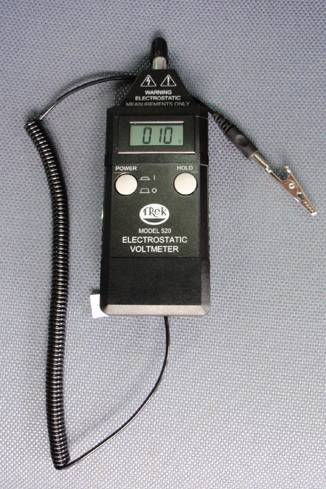 WARNING
ELECTROSTATIC
MEASUREMENTS ONLY
010
POWER
HOLD
I
O
TREK
MODEL 520
ELECTROSTATIC
VOLTMETER